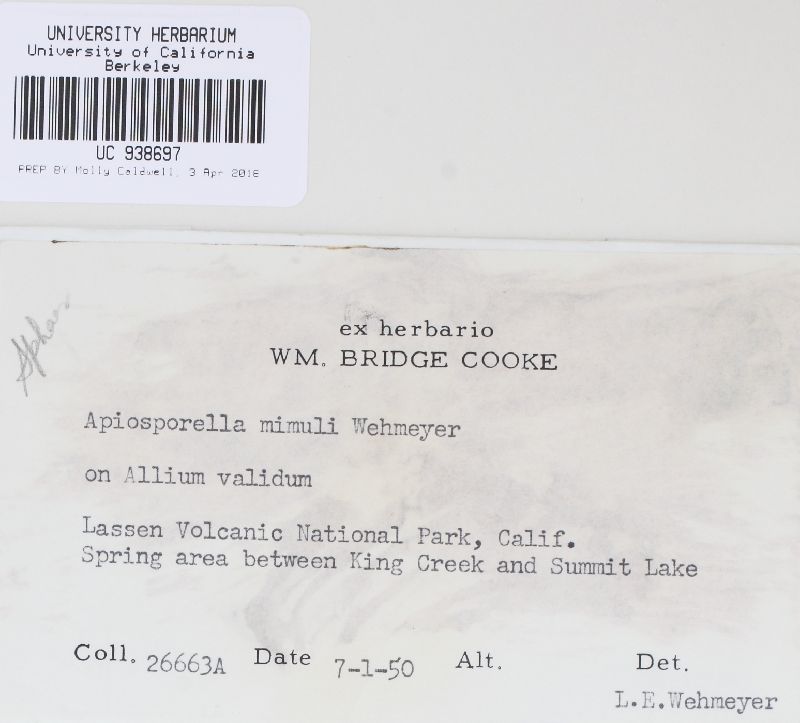 UNIVERSITY HERBARIUM
University of California
Berkeley
UC 938697
PREP BY Molly Caldwell, 3 Apr 2018
ex herbario
WM. BRIDGE COOKE
Apiosporella mimuli Wehmeyer
on Allium validum
Lassen Volcanic National Park, Calif.
Spring area between King Creek and Summit Lake
Coll. 26663A Date 7-1-50 Alt. Det.
L.E.Wehmeyer